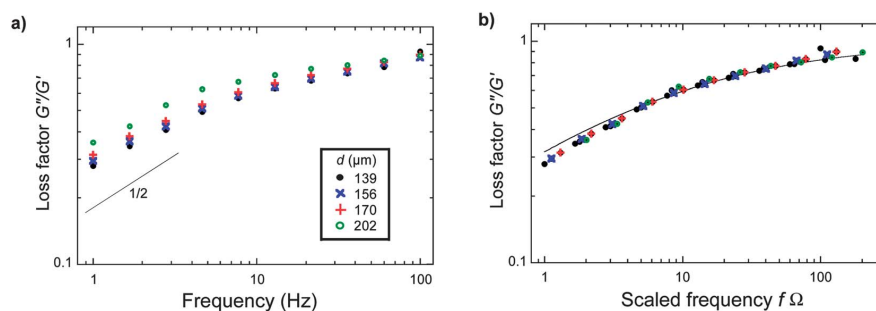 a)
Loss factor G″/G′
1
0.1
1/2
d (μm)
139
156
170
202
1
10
100
Frequency (Hz)
b)
Loss factor G″/G′
1
0.1
1
10
100
Scaled frequency f Ω